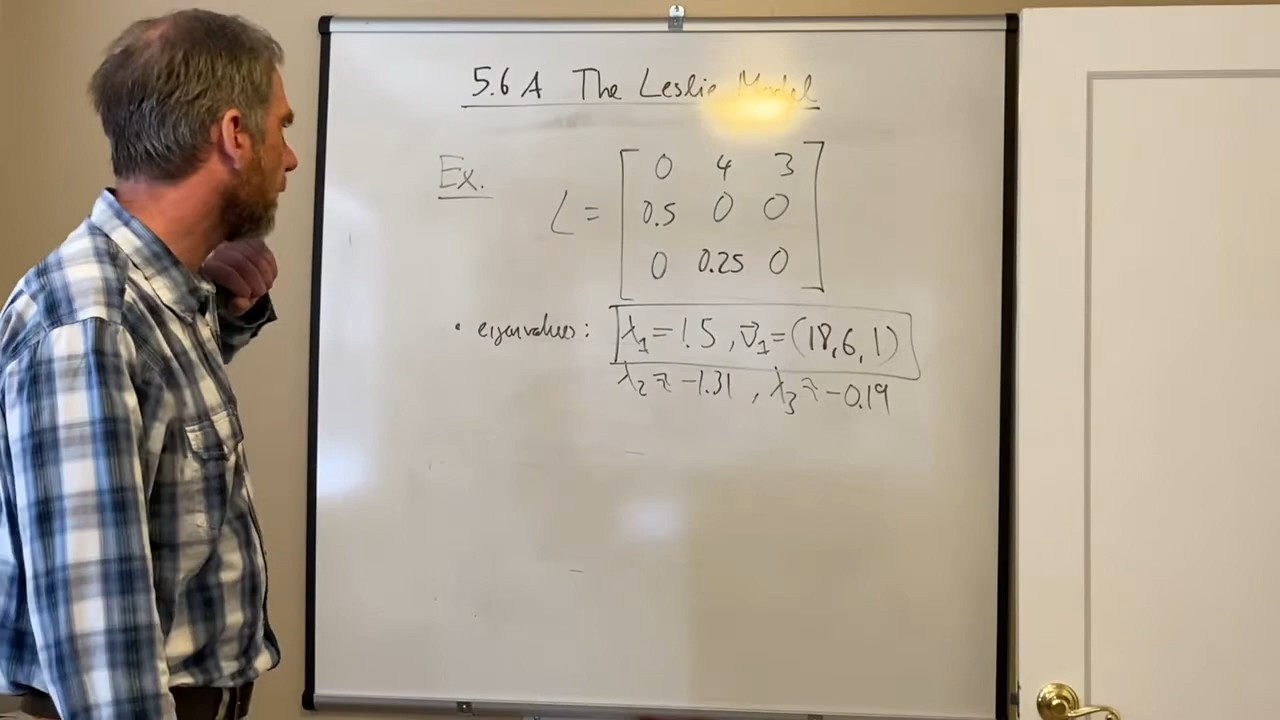 5.6 A The Leslie Model
Ex.
L = [ 0 4 3
0.5 0 0
0 0.25 0 ]
• eigenvalues: λ₁ = 1.5, v⃗₁ = (18, 6, 1)
λ₂ ≈ -1.31, λ₃ ≈ -0.19